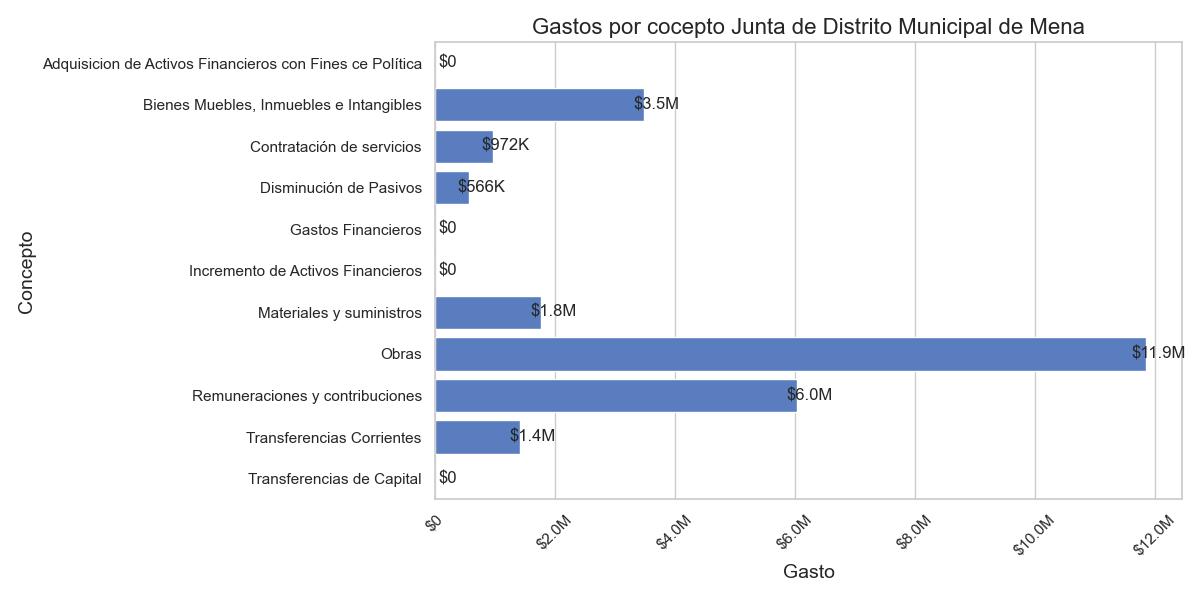 Gastos por cocepto Junta de Distrito Municipal de Mena
Concepto
Adquisicion de Activos Financieros con Fines ce Política $0
Bienes Muebles, Inmuebles e Intangibles $3.5M
Contratación de servicios $972K
Disminución de Pasivos $566K
Gastos Financieros $0
Incremento de Activos Financieros $0
Materiales y suministros $1.8M
Obras $11.9M
Remuneraciones y contribuciones $6.0M
Transferencias Corrientes $1.4M
Transferencias de Capital $0
$0 $2.0M $4.0M $6.0M $8.0M $10.0M $12.0M
Gasto